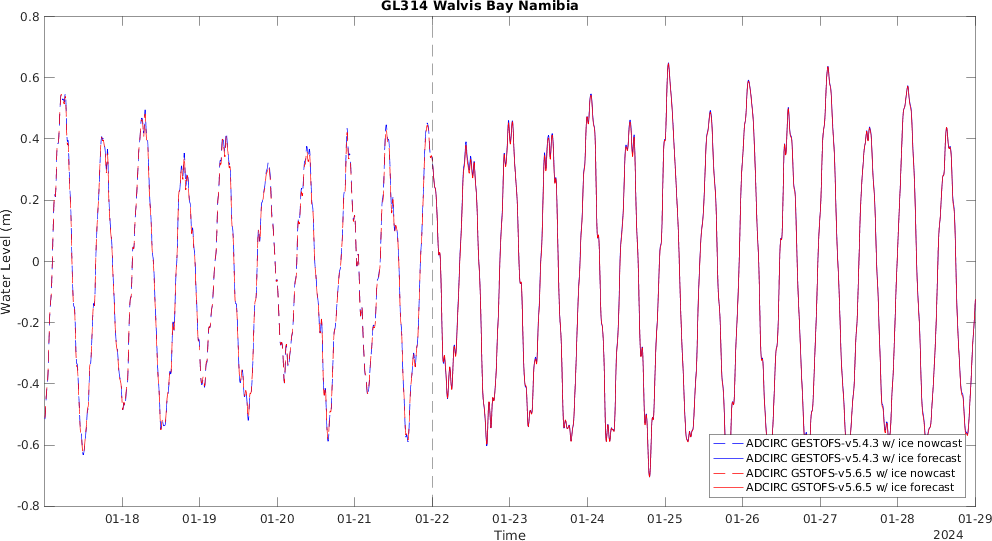 GL314 Walvis Bay Namibia
0.8
0.6
0.4
0.2
0
-0.2
-0.4
-0.6
-0.8
Water Level (m)
01-18 01-19 01-20 01-21 01-22 01-23 01-24 01-25 01-26 01-27 01-28 01-29
Time
2024
ADCIRC GESTOFS-v5.4.3 w/ ice nowcast
ADCIRC GESTOFS-v5.4.3 w/ ice forecast
ADCIRC GSTOFS-v5.6.5 w/ ice nowcast
ADCIRC GSTOFS-v5.6.5 w/ ice forecast